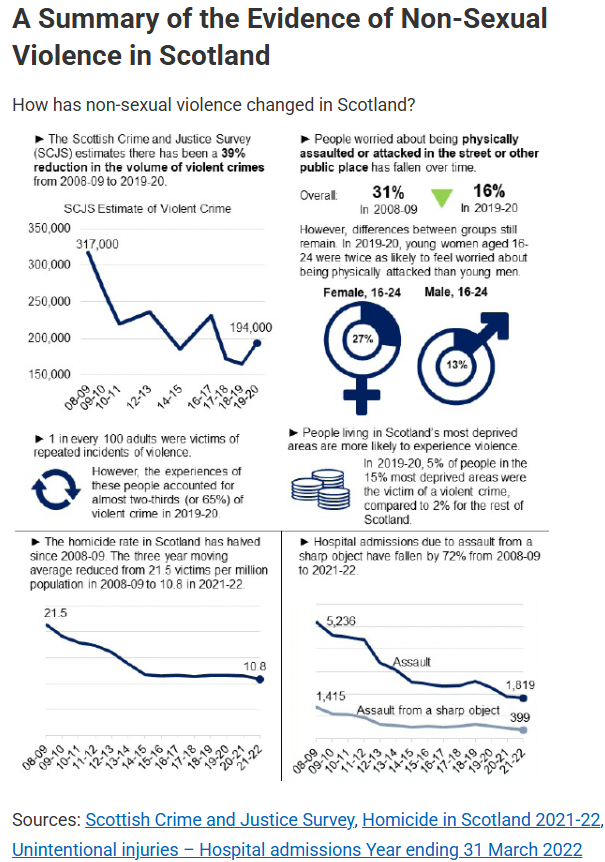 A Summary of the Evidence of Non-Sexual
Violence in Scotland
How has non-sexual violence changed in Scotland?
► The Scottish Crime and Justice Survey
(SCJS) estimates there has been a 39%
reduction in the volume of violent crimes
from 2008-09 to 2019-20.
SCJS Estimate of Violent Crime
350,000
317,000
300,000
250,000
200,000
194,000
150,000
08-09
09-10
10-11
12-13
14-15
16-17
17-18
18-19
19-20
► People worried about being physically
assaulted or attacked in the street or other
public place has fallen over time.
Overall: 31% 16%
In 2008-09 In 2019-20
However, differences between groups still
remain. In 2019-20, young women aged 16-
24 were twice as likely to feel worried about
being physically attacked than young men.
Female, 16-24 Male, 16-24
27%
13%
► 1 in every 100 adults were victims of
repeated incidents of violence.
However, the experiences of
these people accounted for
almost two-thirds (or 65%) of
violent crime in 2019-20.
► People living in Scotland's most deprived
areas are more likely to experience violence.
In 2019-20, 5% of people in the
15% most deprived areas were
the victim of a violent crime,
compared to 2% for the rest of
Scotland.
► The homicide rate in Scotland has halved
since 2008-09. The three year moving
average reduced from 21.5 victims per million
population in 2008-09 to 10.8 in 2021-22.
21.5
10.8
08-09
09-10
10-11
11-12
12-13
13-14
14-15
15-16
16-17
17-18
18-19
19-20
20-21
21-22
► Hospital admissions due to assault from a
sharp object have fallen by 72% from 2008-09
to 2021-22.
5,236
Assault
1,819
1,415
Assault from a sharp object
399
08-09
09-10
10-11
11-12
12-13
13-14
14-15
15-16
16-17
17-18
18-19
19-20
20-21
21-22
Sources: Scottish Crime and Justice Survey, Homicide in Scotland 2021-22,
Unintentional injuries – Hospital admissions Year ending 31 March 2022